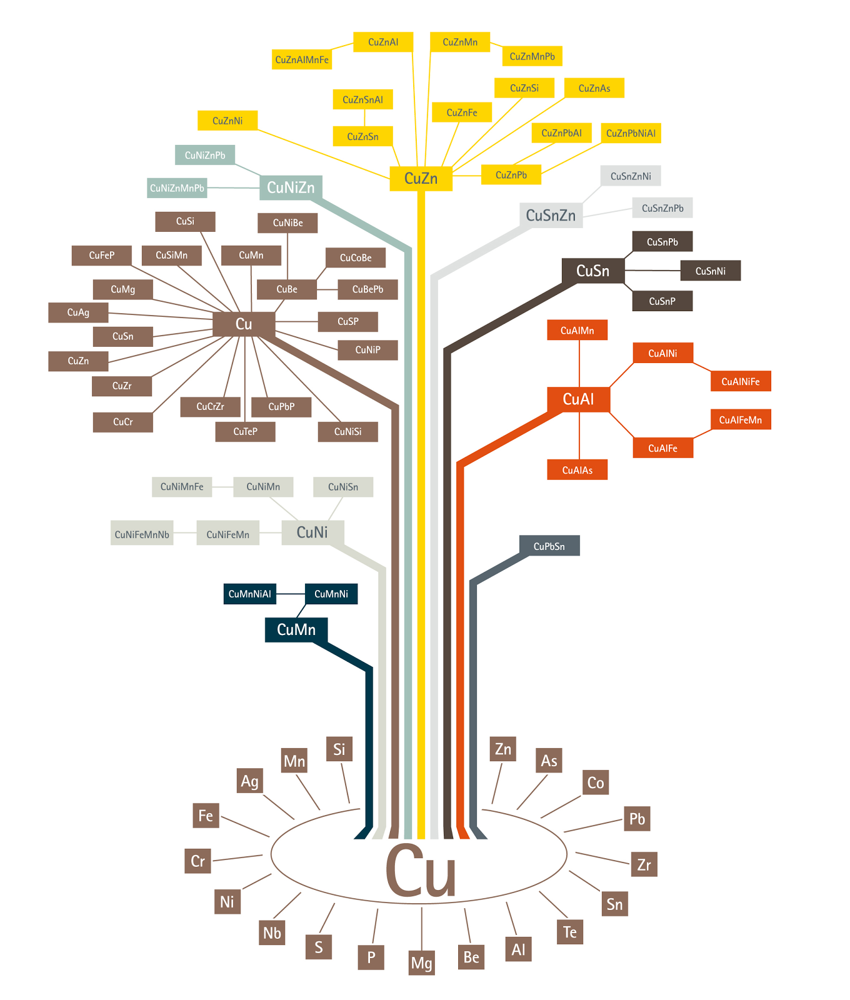 CuZnAl
CuZnMn
CuZnAlMnFe
CuZnMnPb
CuZnSi
CuZnAs
CuZnSnAl
CuZnFe
CuZnNi
CuZnSn
CuZnPbAl
CuZnPbNiAl
CuNiZnPb
CuZn
CuZnPb
CuSnZnNi
CuNiZnMnPb
CuNiZn
CuSnZn
CuSnZnPb
CuSi
CuNiBe
CuSnPb
CuFeP
CuSiMn
CuMn
CuCoBe
CuSn
CuSnNi
CuMg
CuBe
CuBePb
CuSnP
CuAg
Cu
CuSP
CuAlMn
CuSn
CuNiP
CuAlNi
CuZn
CuAlNiFe
CuZr
CuAl
CuCrZr
CuPbP
CuAlFeMn
CuCr
CuTeP
CuNiSi
CuAlFe
CuAlAs
CuNiMnFe
CuNiMn
CuNiSn
CuNiFeMnNb
CuNiFeMn
CuNi
CuPbSn
CuMnNiAl
CuMnNi
CuMn
Si
Zn
Mn
As
Ag
Co
Fe
Pb
Cr
Cu
Zr
Ni
Sn
Nb
Te
S
P
Mg
Be
Al